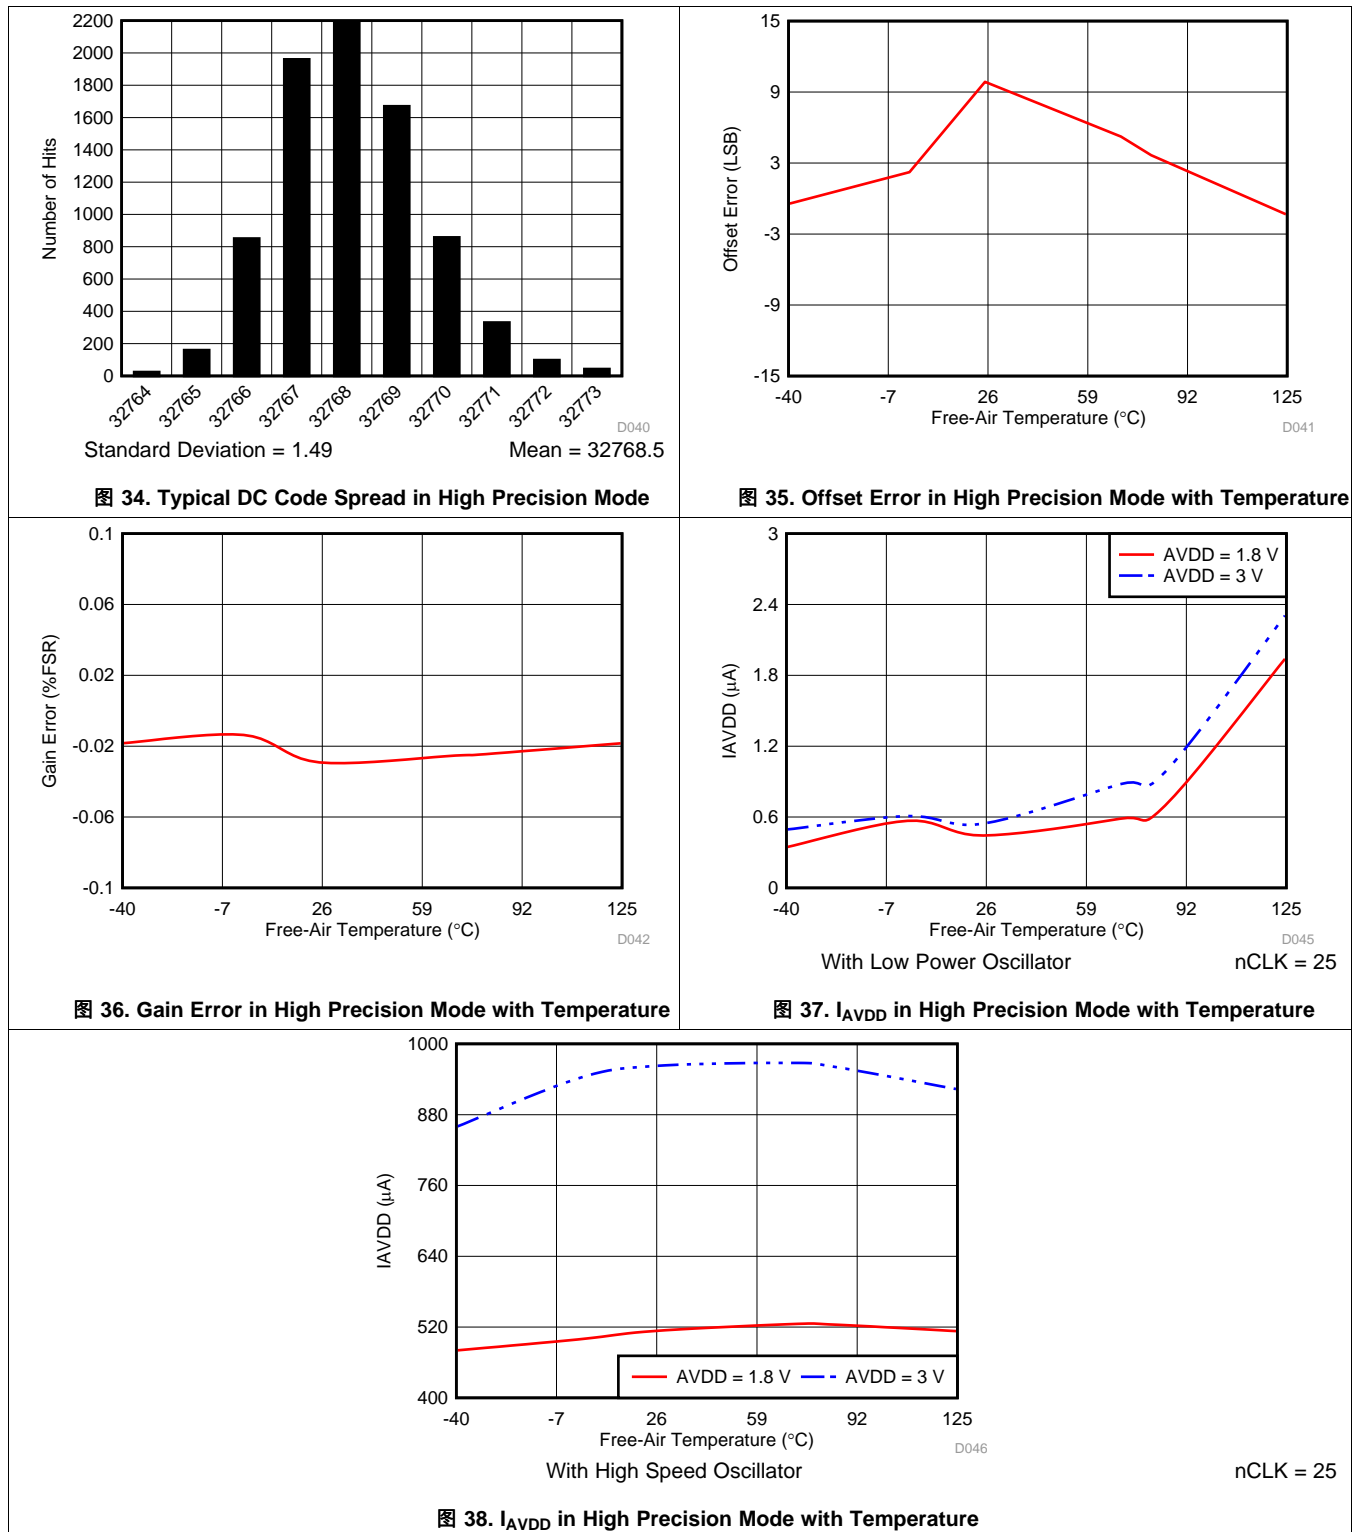 2200
2000
1800
1600
1400
1200
1000
800
600
400
200
0
Number of Hits
32764 32765 32766 32767 32768 32769 32770 32771 32772 32773
D040
Standard Deviation = 1.49 Mean = 32768.5
图 34. Typical DC Code Spread in High Precision Mode
15
9
3
-3
-9
-15
Offset Error (LSB)
-40 -7 26 59 92 125
Free-Air Temperature (°C)
D041
图 35. Offset Error in High Precision Mode with Temperature
0.1
0.06
0.02
-0.02
-0.06
-0.1
Gain Error (%FSR)
-40 -7 26 59 92 125
Free-Air Temperature (°C)
D042
图 36. Gain Error in High Precision Mode with Temperature
3
2.4
1.8
1.2
0.6
0
IAVDD (μA)
AVDD = 1.8 V
AVDD = 3 V
-40 -7 26 59 92 125
Free-Air Temperature (°C)
D045
With Low Power Oscillator nCLK = 25
图 37. IAVDD in High Precision Mode with Temperature
1000
880
760
640
520
400
IAVDD (μA)
AVDD = 1.8 V AVDD = 3 V
-40 -7 26 59 92 125
Free-Air Temperature (°C)
D046
With High Speed Oscillator nCLK = 25
图 38. IAVDD in High Precision Mode with Temperature